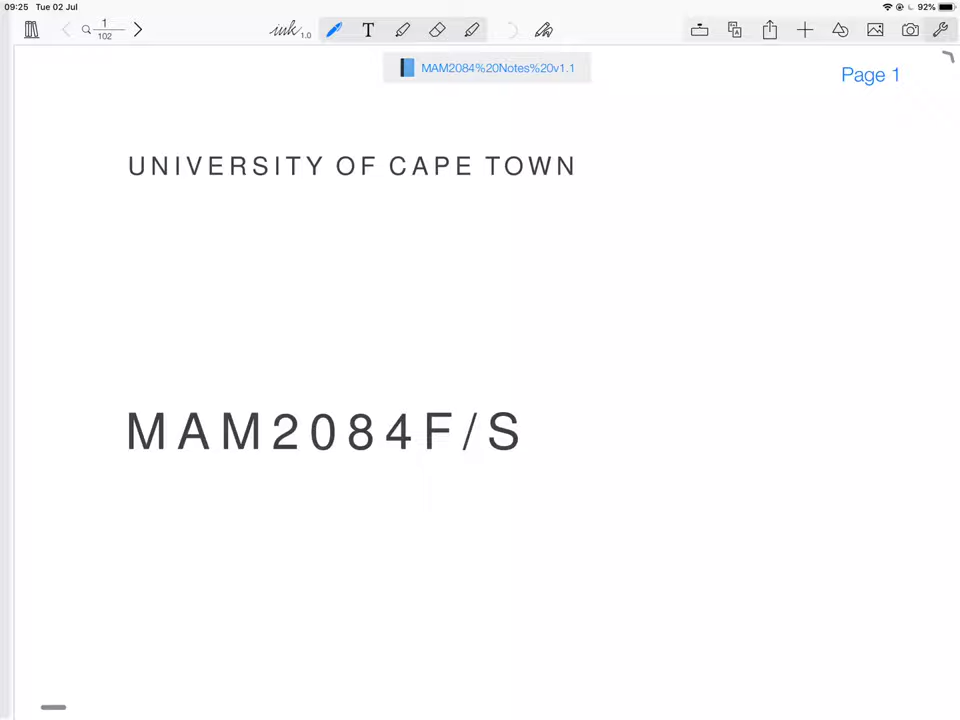 09:25 Tue 02 Jul 92%
1
102
ink 1.0
T
MAM2084%20Notes%20v1.1
Page 1
UNIVERSITY OF CAPE TOWN
MAM2084F/S